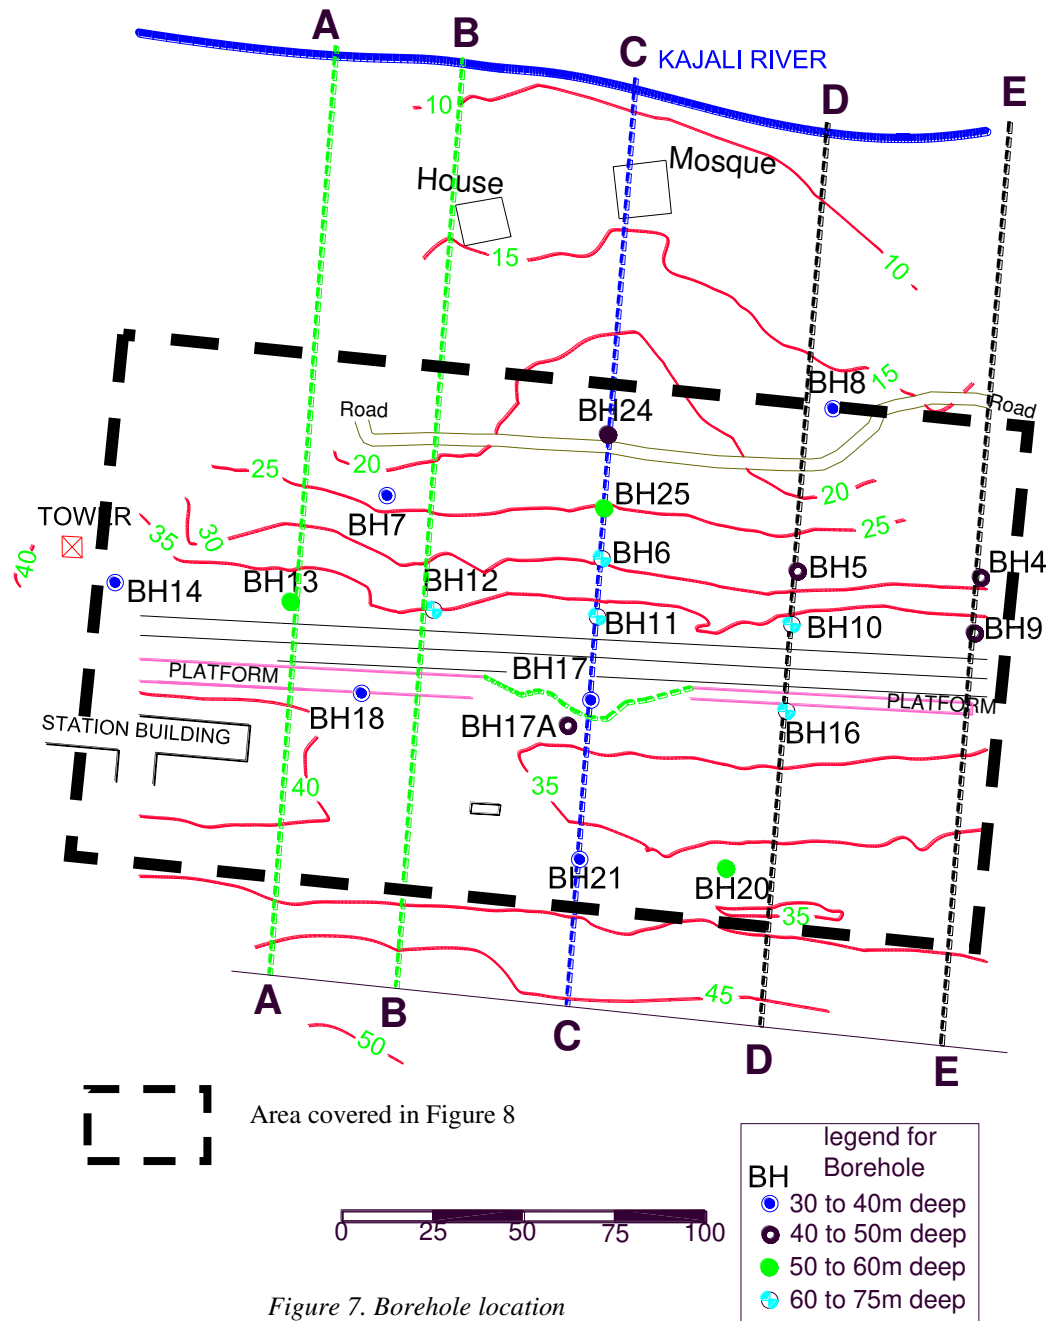 A
B
C
KAJALI RIVER
D
E
10
Mosque
House
15
10
BH8
15
Road
Road
BH24
20
25
BH7
BH25
20
25
TOWER
35
30
40
BH6
BH5
BH4
BH14
BH13
BH12
BH11
BH10
BH9
BH17
PLATFORM
PLATFORM
BH18
BH17A
BH16
STATION BUILDING
40
35
BH21
BH20
35
45
A
B
C
D
E
50
Area covered in Figure 8
legend for
Borehole
BH
30 to 40m deep
40 to 50m deep
50 to 60m deep
60 to 75m deep
0 25 50 75 100
Figure 7. Borehole location